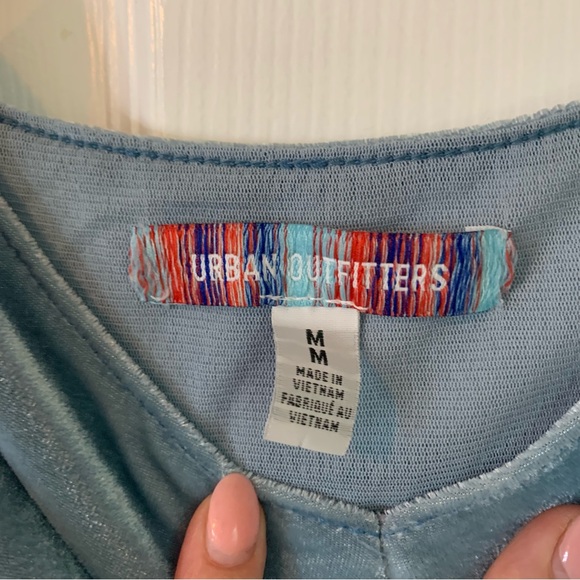 URBAN OUTFITTERS
M
M
MADE IN
VIETNAM
FABRIQUÉ AU
VIETNAM